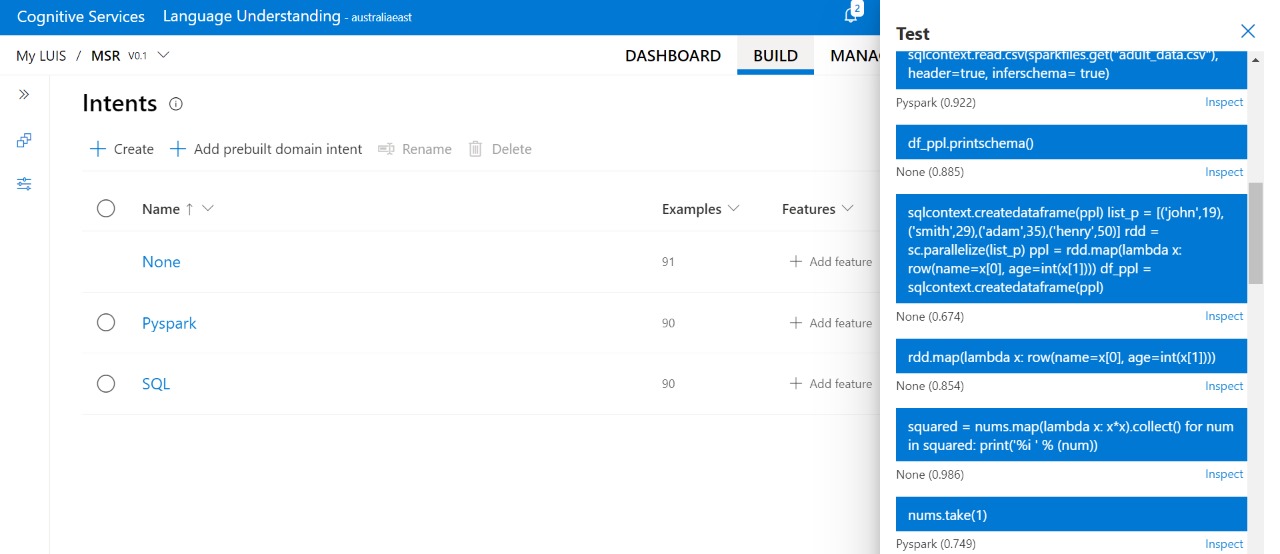 Cognitive Services Language Understanding - australiaeast 2
My LUIS / MSR V0.1 DASHBOARD BUILD MANA
Intents
Create Add prebuilt domain intent Rename Delete
Name ↑ Examples Features
None 91 + Add feature
Pyspark 90 + Add feature
SQL 90 + Add feature
Test
sqlcontext.read.csv(sparkfiles.get("adult_data.csv"),
header=true, inferschema= true)
Pyspark (0.922) Inspect
df_ppl.printschema()
None (0.885) Inspect
sqlcontext.createdataframe(ppl) list_p = [('john',19),
('smith',29),('adam',35),('henry',50)] rdd =
sc.parallelize(list_p) ppl = rdd.map(lambda x:
row(name=x[0], age=int(x[1]))) df_ppl =
sqlcontext.createdataframe(ppl)
None (0.674) Inspect
rdd.map(lambda x: row(name=x[0], age=int(x[1])))
None (0.854) Inspect
squared = nums.map(lambda x: x*x).collect() for num
in squared: print('%i ' % (num))
None (0.986) Inspect
nums.take(1)
Pyspark (0.749) Inspect